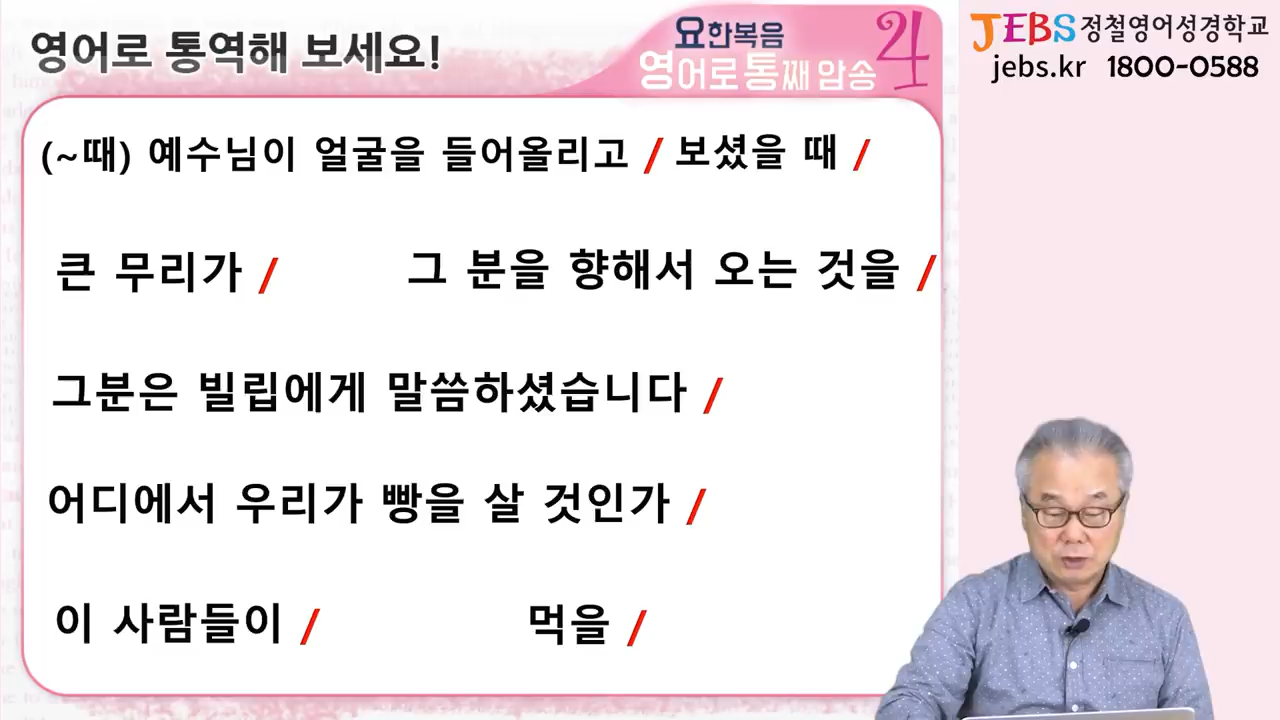 영어로 통역해 보세요!
요한복음
영어로 통째 암송
4
JEBS 정철영어성경학교
jebs.kr 1800-0588
(~때) 예수님이 얼굴을 들어올리고 / 보셨을 때 /
큰 무리가 / 그 분을 향해서 오는 것을 /
그분은 빌립에게 말씀하셨습니다 /
어디에서 우리가 빵을 살 것인가 /
이 사람들이 / 먹을 /